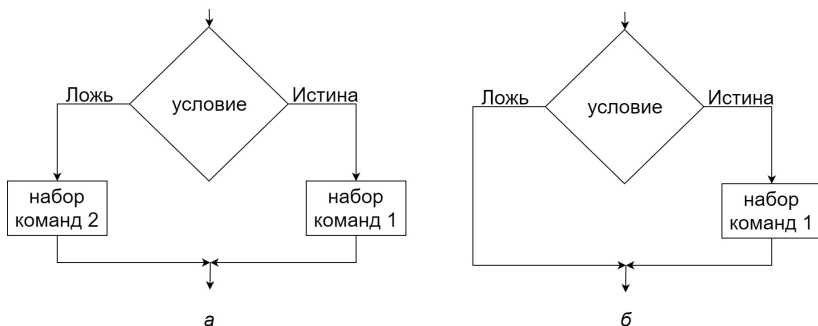 Ложь
условие
Истина
набор
команд 2
набор
команд 1
а
Ложь
условие
Истина
набор
команд 1
б